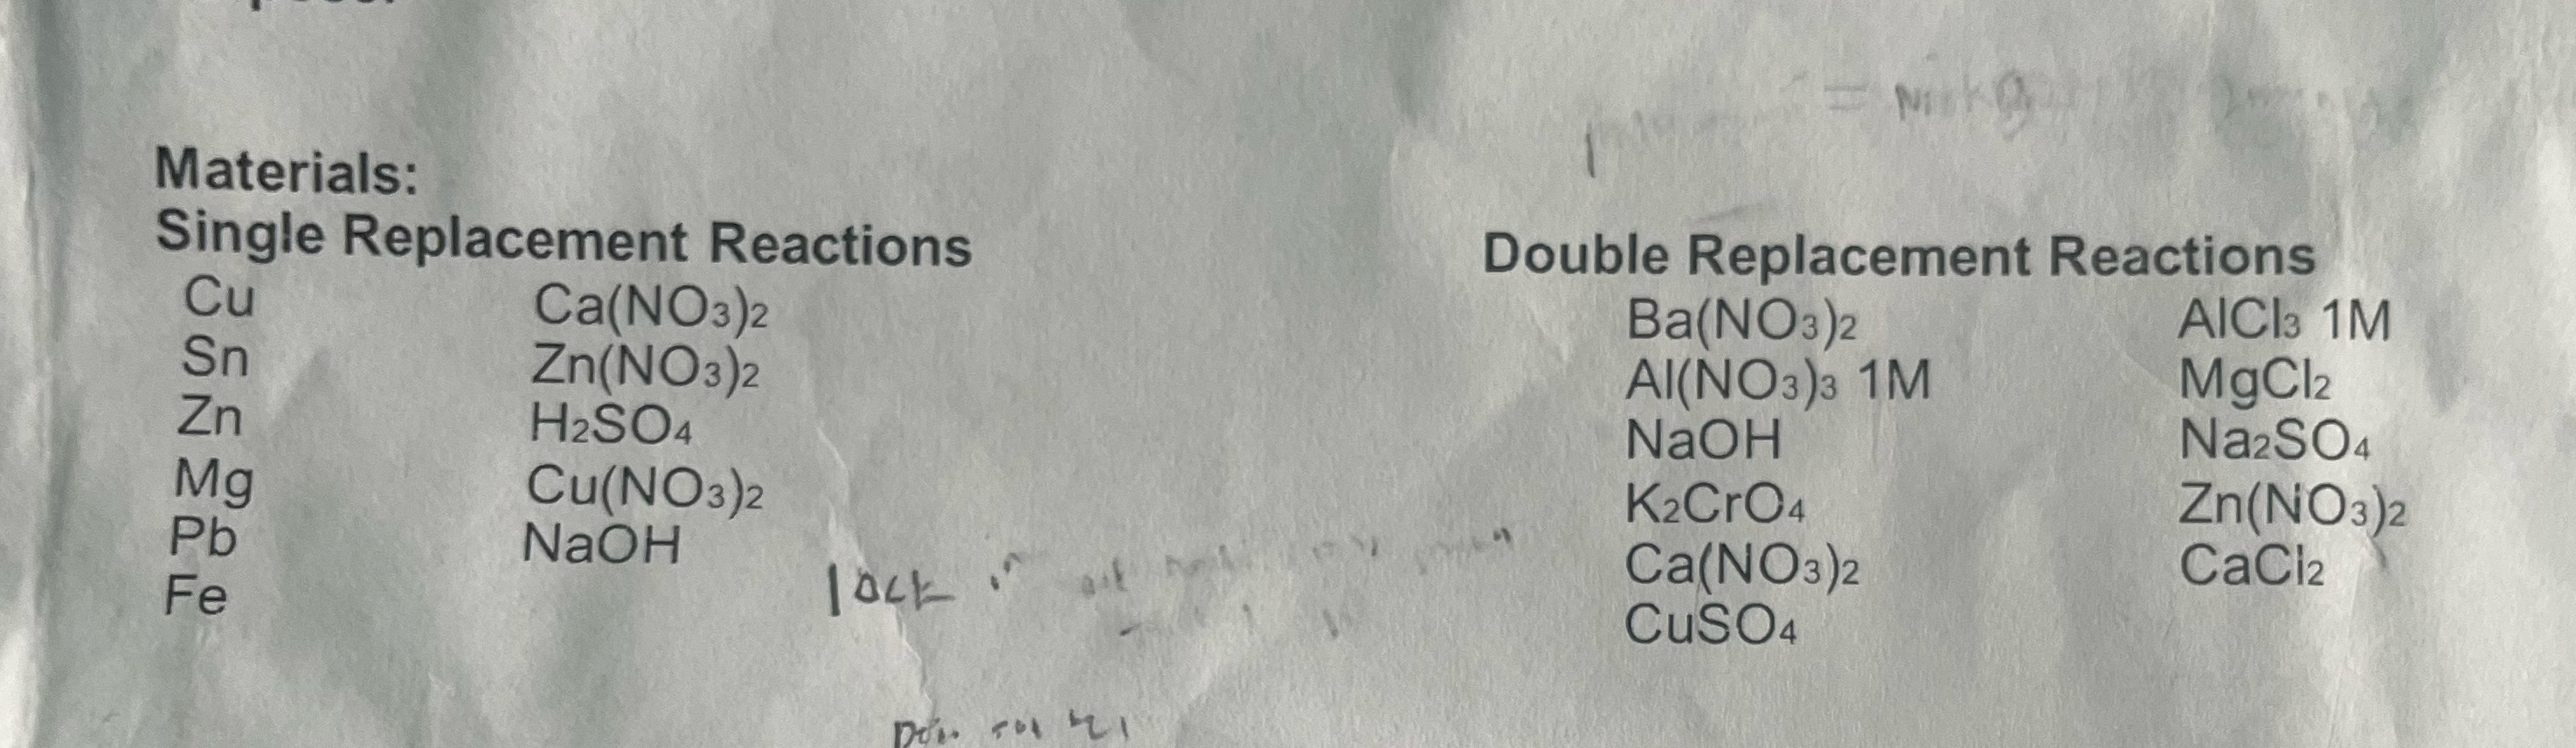 Materials:
Single Replacement Reactions
Cu Ca(NO3)2
Sn Zn(NO3)2
Zn H2SO4
Mg Cu(NO3)2
Pb NaOH
Fe
lock in
Double Replacement Reactions
Ba(NO3)2 AlCl3 1M
Al(NO3)3 1M MgCl2
NaOH Na2SO4
K2CrO4 Zn(NO3)2
Ca(NO3)2 CaCl2
CuSO4